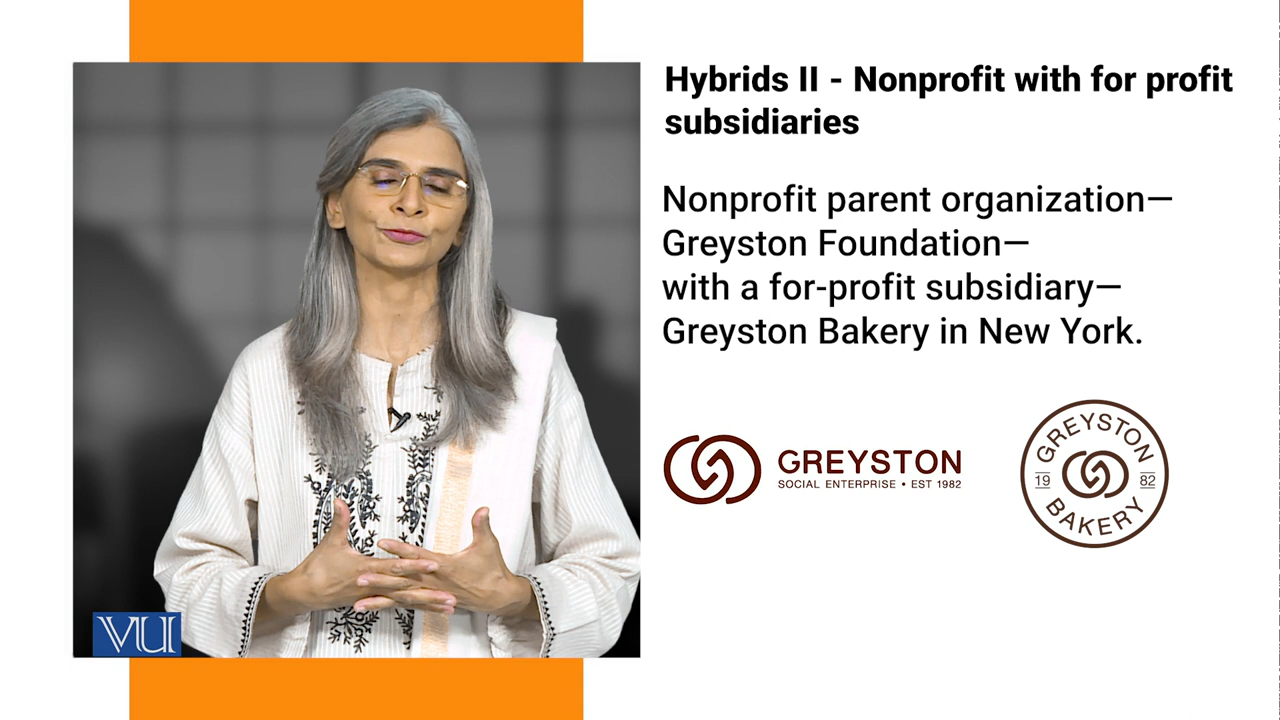 Hybrids II - Nonprofit with for profit
subsidiaries
Nonprofit parent organization—
Greyston Foundation—
with a for-profit subsidiary—
Greyston Bakery in New York.
GREYSTON
SOCIAL ENTERPRISE • EST 1982
GREYSTON
19 82
BAKERY
VU